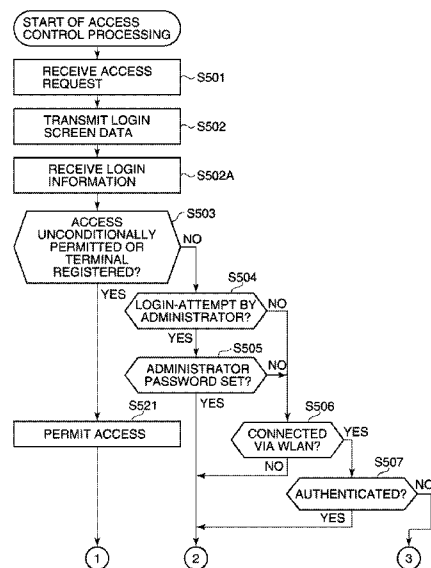 START OF ACCESS
CONTROL PROCESSING
RECEIVE ACCESS
REQUEST
S501
TRANSMIT LOGIN
SCREEN DATA
S502
RECEIVE LOGIN
INFORMATION
S502A
S503
ACCESS
UNCONDITIONALLY
PERMITTED OR
TERMINAL
REGISTERED?
NO
YES
S504
LOGIN-ATTEMPT BY
ADMINISTRATOR?
NO
YES
S505
ADMINISTRATOR
PASSWORD SET?
NO
YES
S521
PERMIT ACCESS
S506
CONNECTED
VIA WLAN?
YES
NO
S507
AUTHENTICATED?
NO
YES
1
2
3